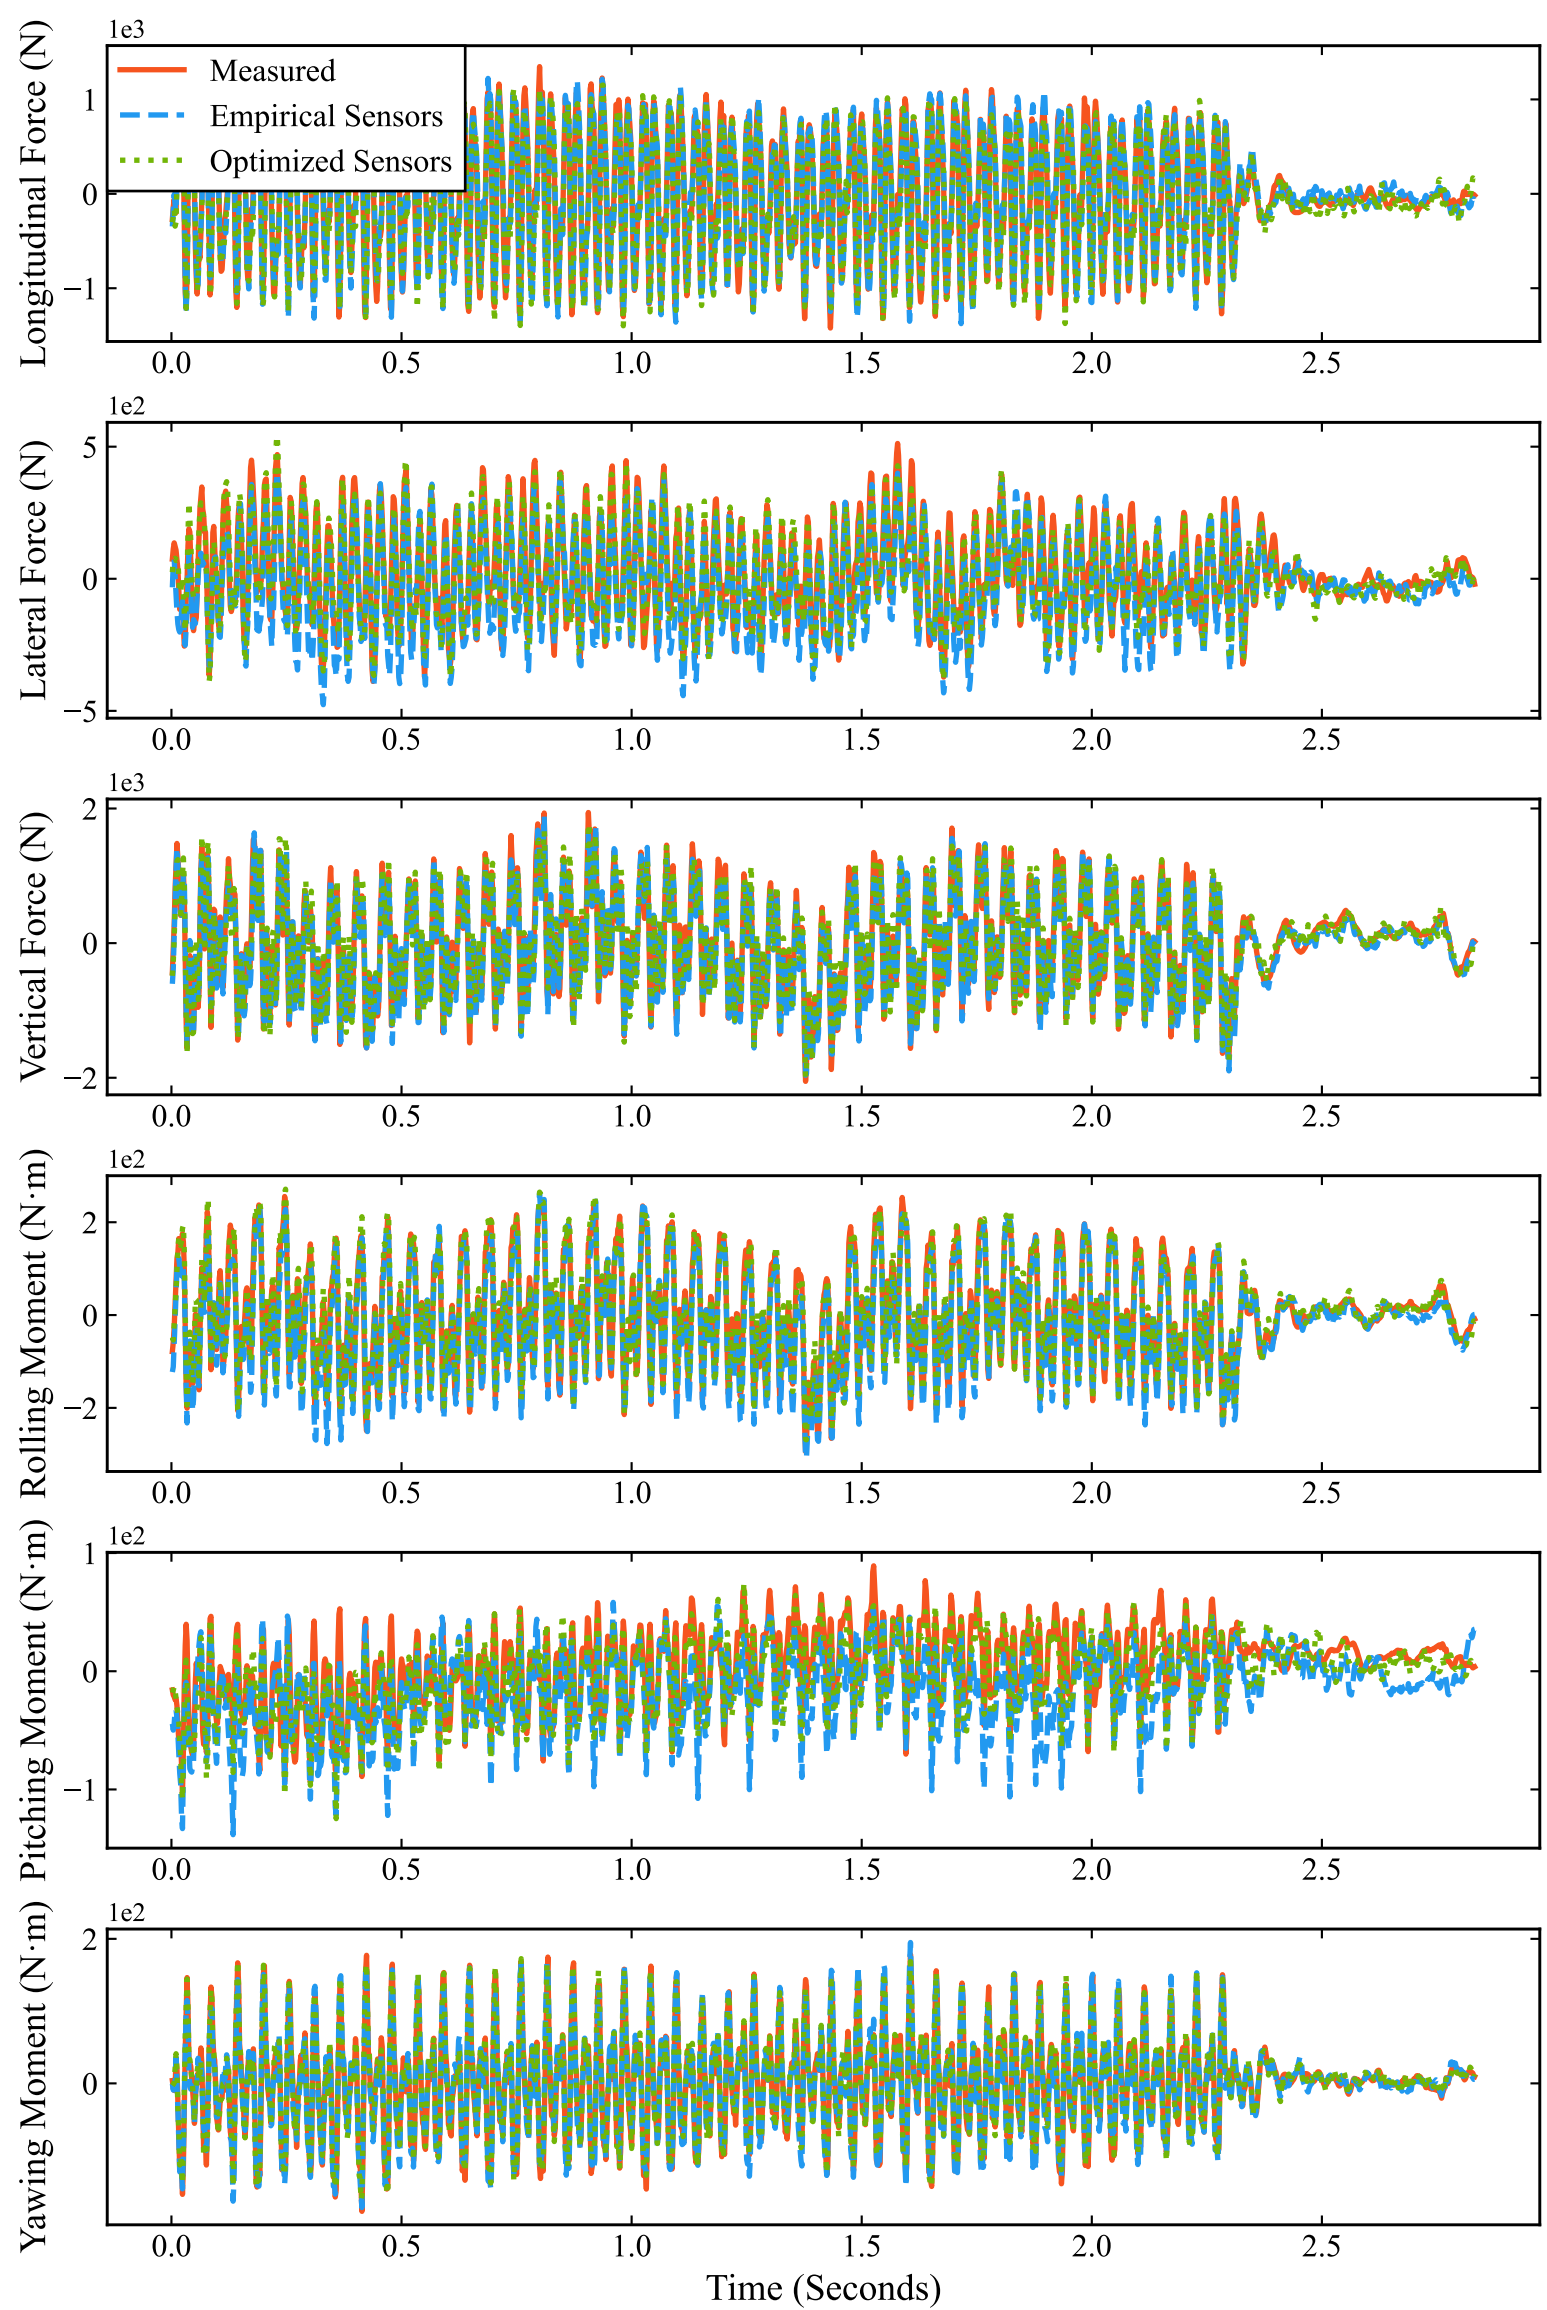 1e3
Longitudinal Force (N)
Measured
Empirical Sensors
Optimized Sensors
1
0
−1
0.0 0.5 1.0 1.5 2.0 2.5
1e2
Lateral Force (N)
5
0
−5
0.0 0.5 1.0 1.5 2.0 2.5
1e3
Vertical Force (N)
2
0
−2
0.0 0.5 1.0 1.5 2.0 2.5
1e2
Rolling Moment (N·m)
2
0
−2
0.0 0.5 1.0 1.5 2.0 2.5
1e2
Pitching Moment (N·m)
1
0
−1
0.0 0.5 1.0 1.5 2.0 2.5
1e2
Yawing Moment (N·m)
2
0
0.0 0.5 1.0 1.5 2.0 2.5
Time (Seconds)